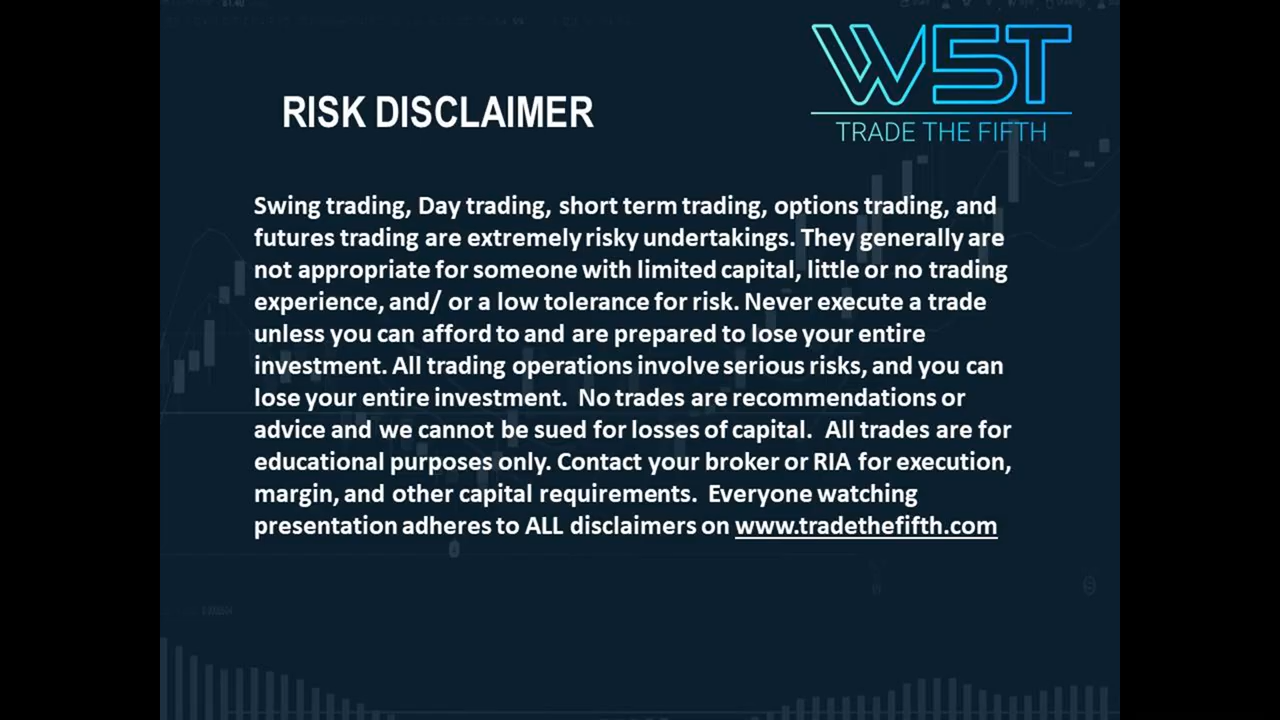 W5T
TRADE THE FIFTH
RISK DISCLAIMER
Swing trading, Day trading, short term trading, options trading, and
futures trading are extremely risky undertakings. They generally are
not appropriate for someone with limited capital, little or no trading
experience, and/ or a low tolerance for risk. Never execute a trade
unless you can afford to and are prepared to lose your entire
investment. All trading operations involve serious risks, and you can
lose your entire investment.  No trades are recommendations or
advice and we cannot be sued for losses of capital.  All trades are for
educational purposes only. Contact your broker or RIA for execution,
margin, and other capital requirements.  Everyone watching
presentation adheres to ALL disclaimers on www.tradethefifth.com